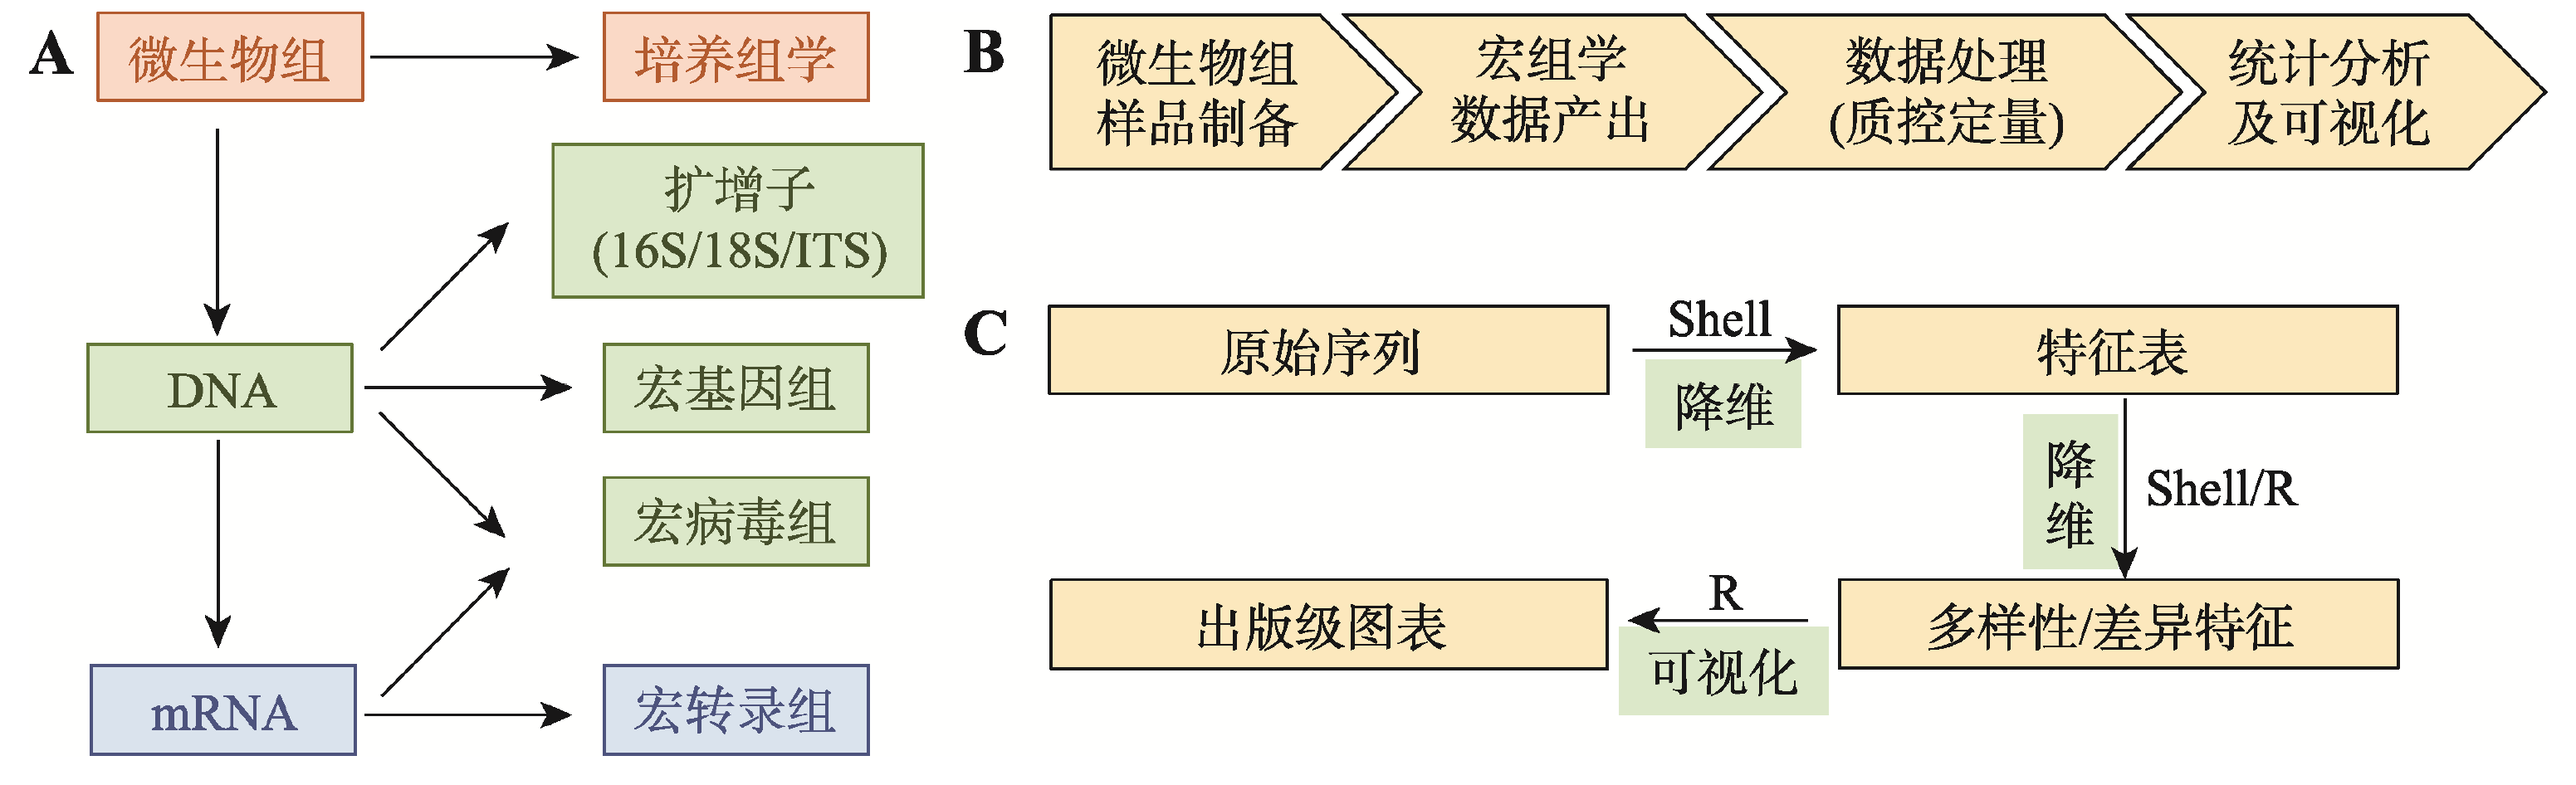 A
微生物组
培养组学
扩增子
(16S/18S/ITS)
DNA
宏基因组
宏病毒组
mRNA
宏转录组
B
微生物组
样品制备
宏组学
数据产出
数据处理
(质控定量)
统计分析
及可视化
C
原始序列
Shell
降维
特征表
降
维
Shell/R
多样性/差异特征
R
可视化
出版级图表